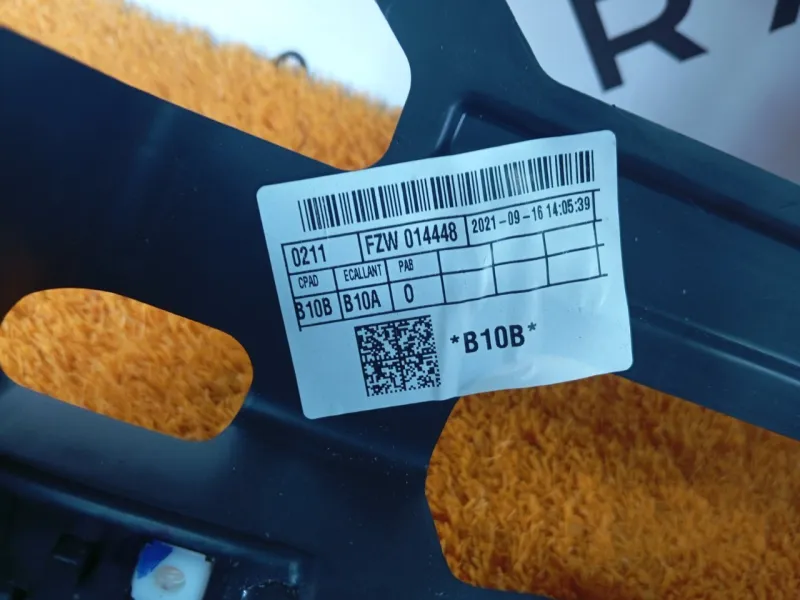 R
0211 FZW 014448 2021-09-16 14:05:39
CPAD ECALLANT PAB
B10B B10A 0
*B10B*